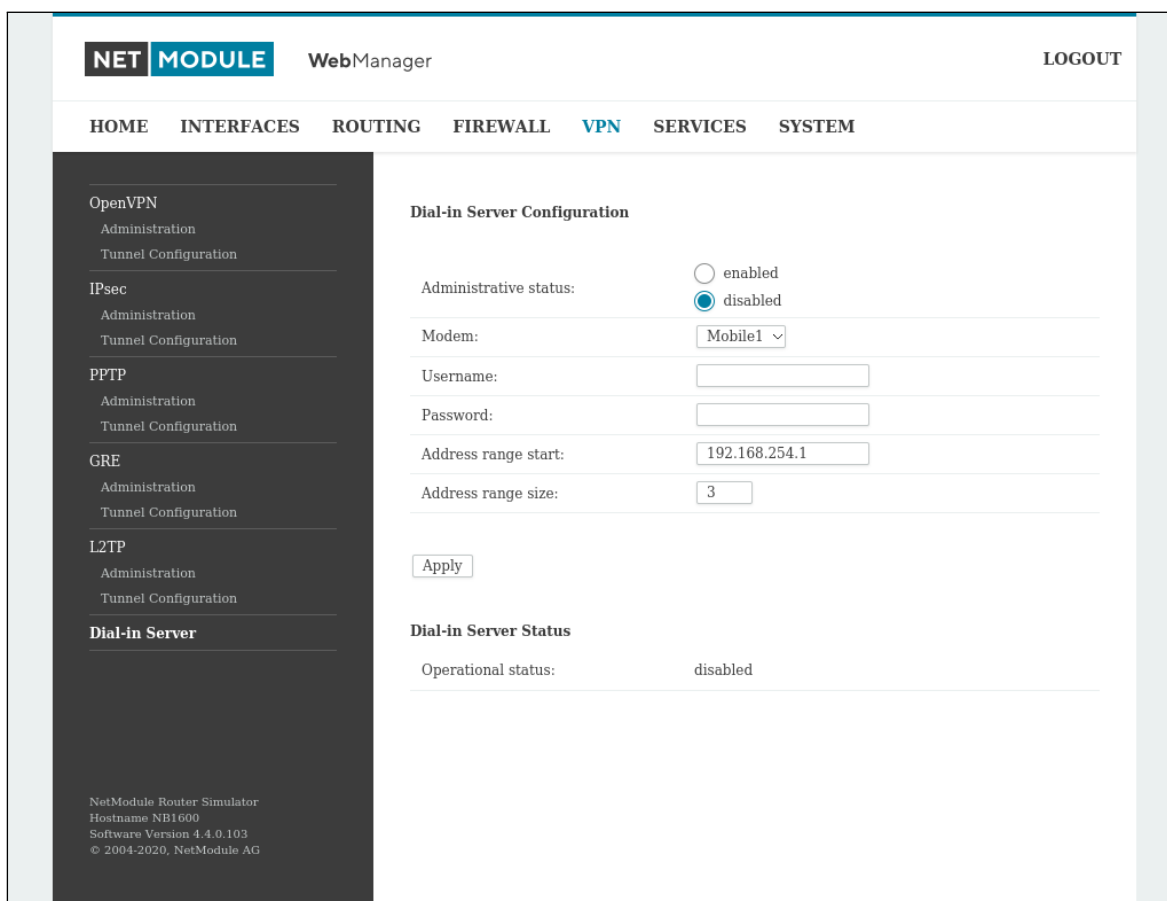 NET MODULE WebManager LOGOUT
HOME INTERFACES ROUTING FIREWALL VPN SERVICES SYSTEM
OpenVPN
Administration
Tunnel Configuration
IPsec
Administration
Tunnel Configuration
PPTP
Administration
Tunnel Configuration
GRE
Administration
Tunnel Configuration
L2TP
Administration
Tunnel Configuration
Dial-in Server
NetModule Router Simulator
Hostname NB1600
Software Version 4.4.0.103
© 2004-2020, NetModule AG
Dial-in Server Configuration
Administrative status: enabled
disabled
Modem: Mobile1
Username:
Password:
Address range start: 192.168.254.1
Address range size: 3
Apply
Dial-in Server Status
Operational status: disabled